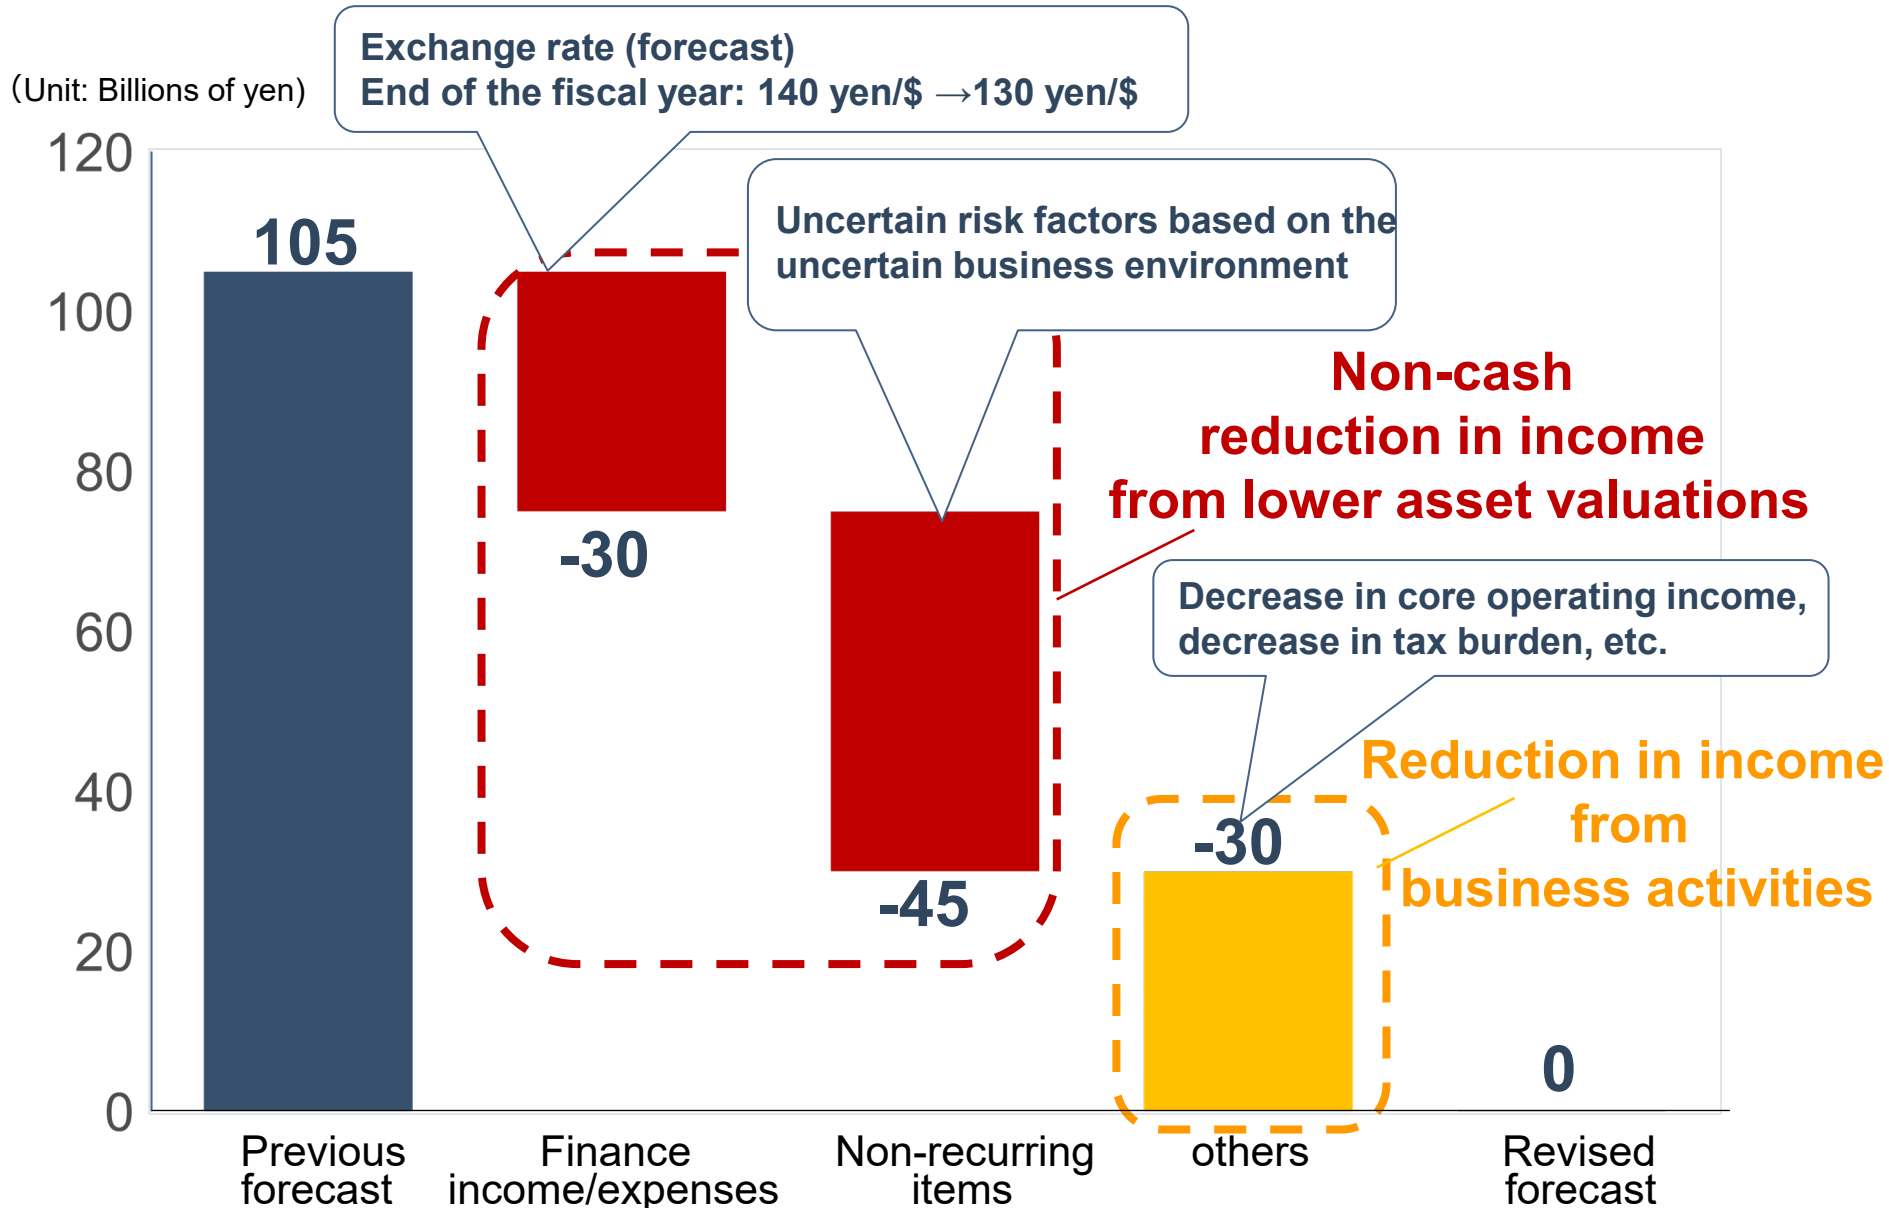 Exchange rate (forecast)
End of the fiscal year: 140 yen/$ →130 yen/$
（Unit: Billions of yen)
Uncertain risk factors based on the
uncertain business environment
120
100
80
60
40
20
0
105
-30
-45
-30
0
Non-cash
reduction in income
from lower asset valuations
Decrease in core operating income,
decrease in tax burden, etc.
Reduction in income
from
business activities
Previous
forecast
Finance
income/expenses
Non-recurring
items
others
Revised
forecast